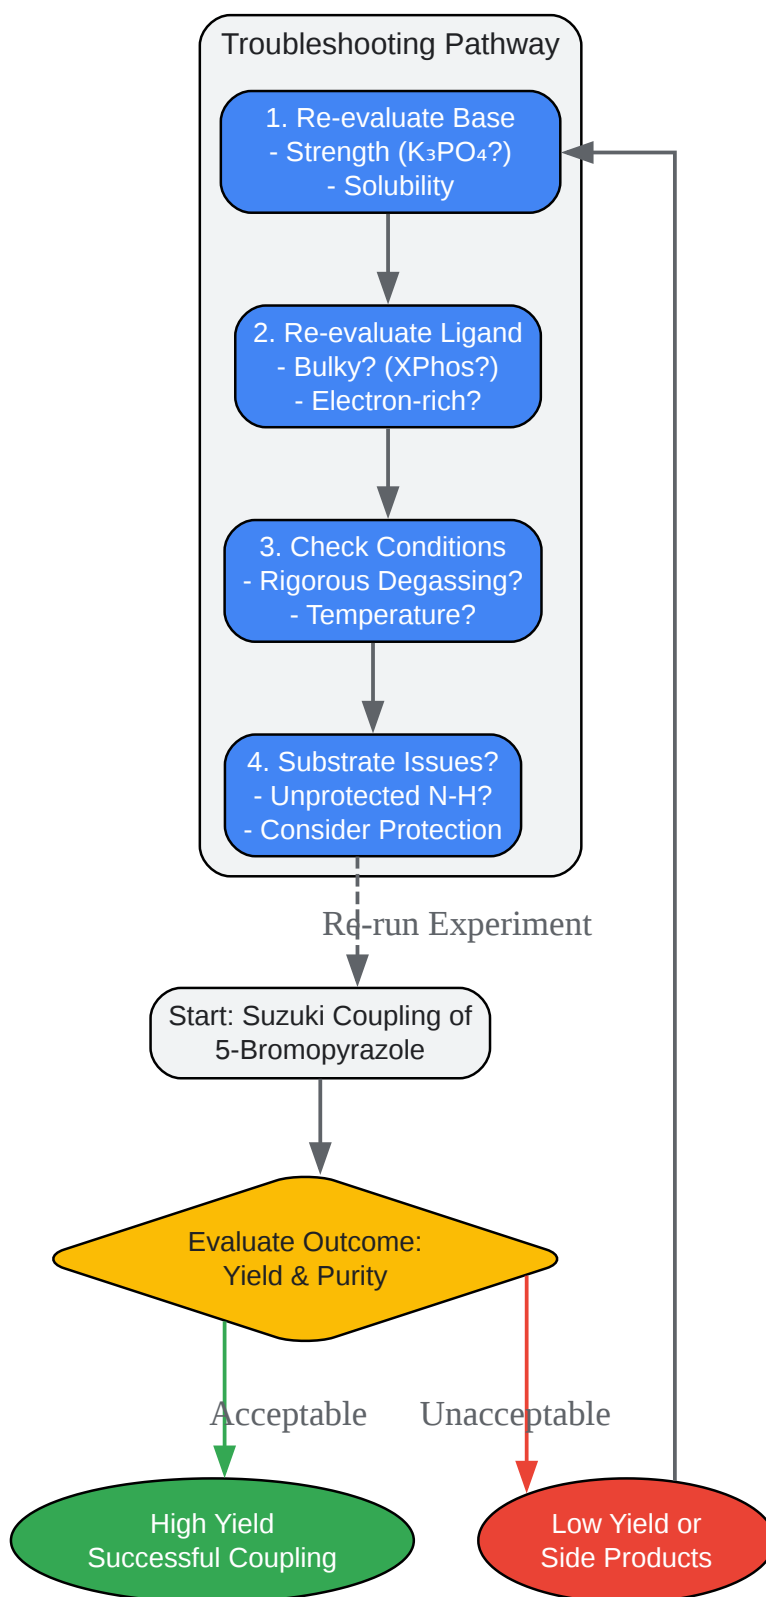 Troubleshooting Pathway
1. Re-evaluate Base
- Strength (K₃PO₄?)
- Solubility
2. Re-evaluate Ligand
- Bulky? (XPhos?)
- Electron-rich?
3. Check Conditions
- Rigorous Degassing?
- Temperature?
4. Substrate Issues?
- Unprotected N-H?
- Consider Protection
Re-run Experiment
Start: Suzuki Coupling of
5-Bromopyrazole
Evaluate Outcome:
Yield & Purity
Acceptable
Unacceptable
High Yield
Successful Coupling
Low Yield or
Side Products